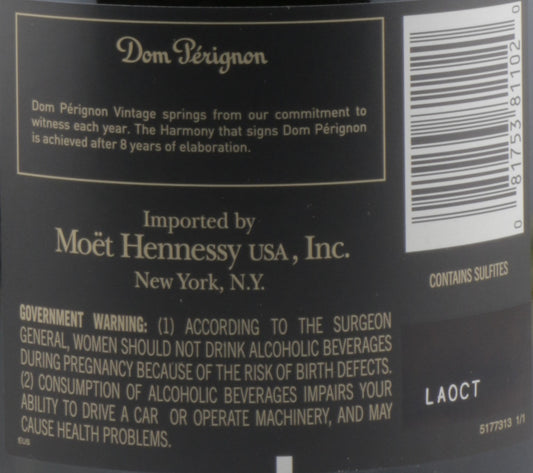 Dom Pérignon
Dom Pérignon Vintage springs from our commitment to
witness each year. The Harmony that signs Dom Pérignon
is achieved after 8 years of elaboration.
Imported by
Moët Hennessy USA, Inc.
New York, N.Y.
GOVERNMENT WARNING: (1) ACCORDING TO THE SURGEON
GENERAL, WOMEN SHOULD NOT DRINK ALCOHOLIC BEVERAGES
DURING PREGNANCY BECAUSE OF THE RISK OF BIRTH DEFECTS.
(2) CONSUMPTION OF ALCOHOLIC BEVERAGES IMPAIRS YOUR
ABILITY TO DRIVE A CAR OR OPERATE MACHINERY, AND MAY
CAUSE HEALTH PROBLEMS.
EUS
0 81753 81102 0
CONTAINS SULFITES
LAOCT
5177313 1/1